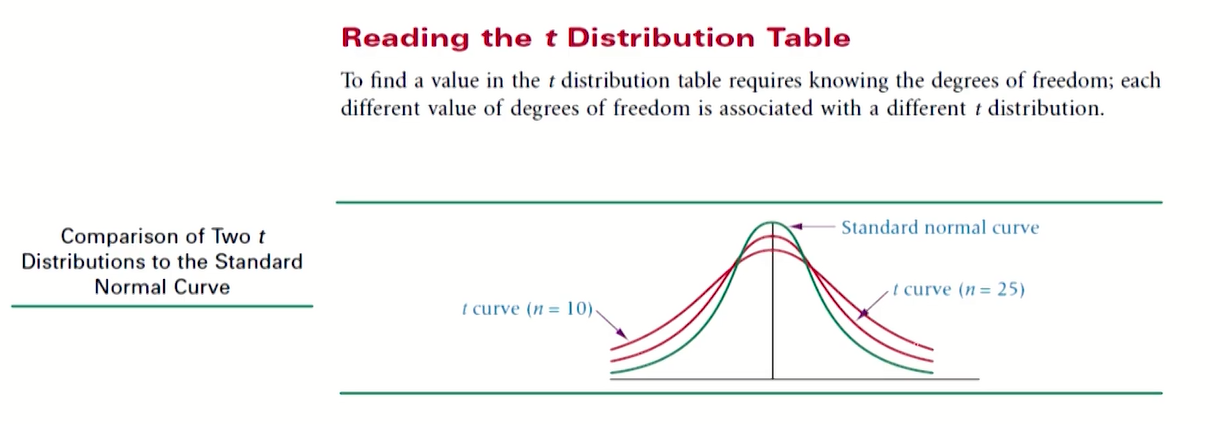 Reading the t Distribution Table
To find a value in the t distribution table requires knowing the degrees of freedom; each
different value of degrees of freedom is associated with a different t distribution.
Comparison of Two t
Distributions to the Standard
Normal Curve
Standard normal curve
t curve (n = 25)
t curve (n = 10)